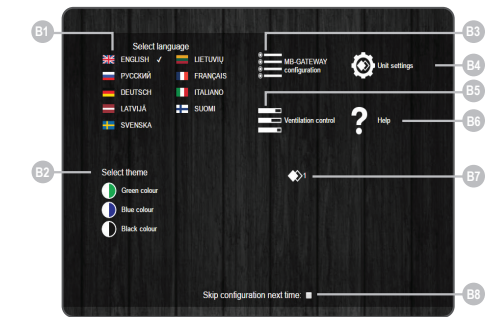 B1
Select language
ENGLISH ✓
LIETUVIŲ
РУССКИЙ
FRANÇAIS
DEUTSCH
ITALIANO
LATVIJĀ
SUOMI
SVENSKA
B3
MB-GATEWAY
configuration
Unit settings
B4
B5
Ventilation control
?
Help
B6
B2
Select theme
Green colour
Blue colour
Black colour
1
B7
Skip configuration next time:
B8